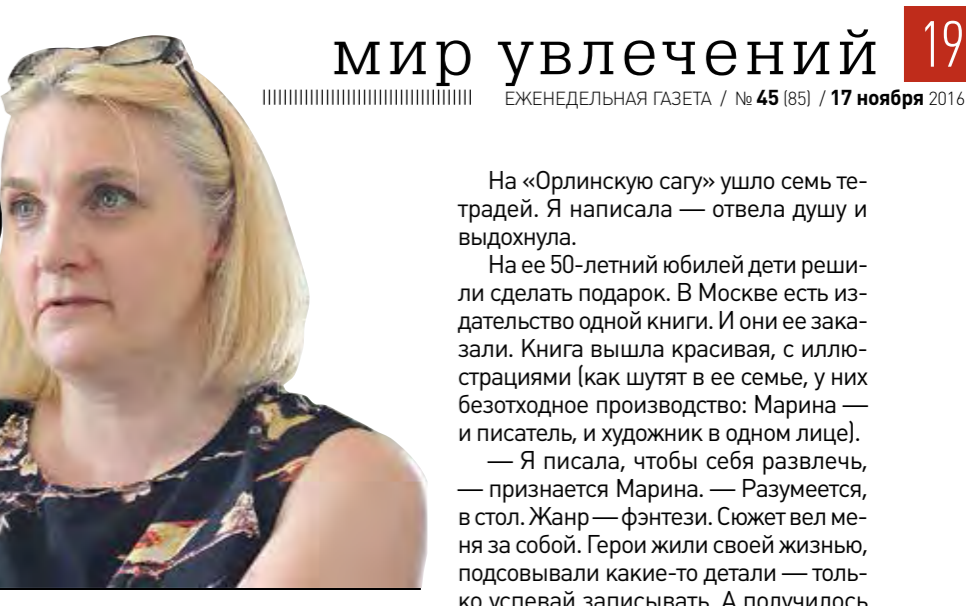 мир увлечений 19
ЕЖЕНЕДЕЛЬНАЯ ГАЗЕТА / № 45 (85) / 17 ноября 2016
На «Орлинскую сагу» ушло семь те-
традей. Я написала — отвела душу и
выдохнула.
На ее 50-летний юбилей дети реши-
ли сделать подарок. В Москве есть из-
дательство одной книги. И они ее зака-
зали. Книга вышла красивая, с иллю-
страциями (как шутят в ее семье, у них
безотходное производство: Марина —
и писатель, и художник в одном лице).
— Я писала, чтобы себя развлечь,
— признается Марина. — Разумеется,
в стол. Жанр — фэнтези. Сюжет вел ме-
ня за собой. Герои жили своей жизнью,
подсовывали какие-то детали — толь-
ко успевай записывать. А получилось